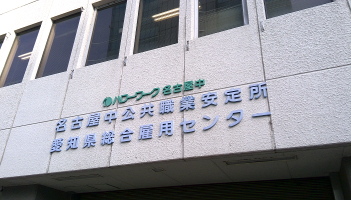 ハローワーク 名古屋中
名古屋中公共職業安定所
愛知県総合雇用センター